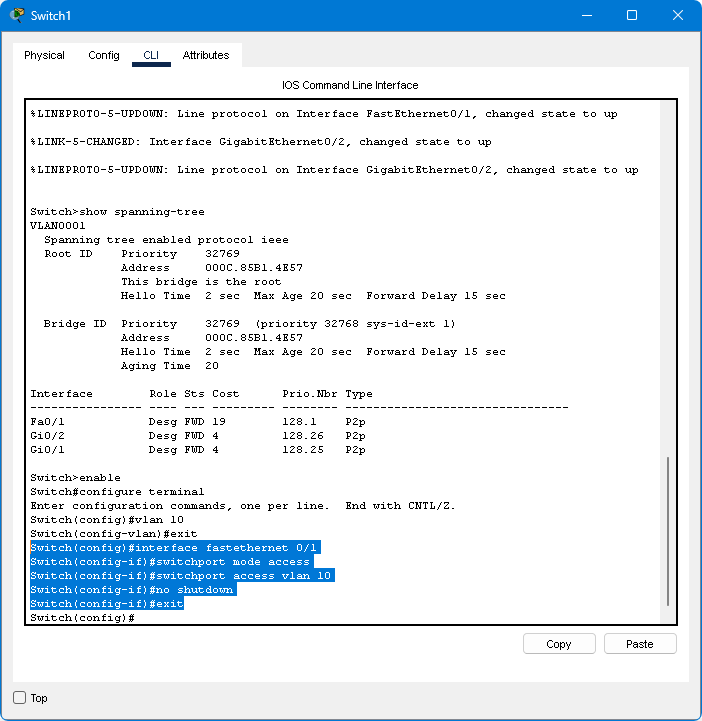 Switch1
Physical Config CLI Attributes
IOS Command Line Interface
%LINEPROTO-5-UPDOWN: Line protocol on Interface FastEthernet0/1, changed state to up
%LINK-5-CHANGED: Interface GigabitEthernet0/2, changed state to up
%LINEPROTO-5-UPDOWN: Line protocol on Interface GigabitEthernet0/2, changed state to up
Switch>show spanning-tree
VLAN0001
  Spanning tree enabled protocol ieee
  Root ID    Priority    32769
             Address     000C.85B1.4E57
             This bridge is the root
             Hello Time  2 sec  Max Age 20 sec  Forward Delay 15 sec
  Bridge ID  Priority    32769  (priority 32768 sys-id-ext 1)
             Address     000C.85B1.4E57
             Hello Time  2 sec  Max Age 20 sec  Forward Delay 15 sec
             Aging Time  20
Interface        Role Sts Cost      Prio.Nbr Type
---------------- ---- --- --------- -------- --------------------------------
Fa0/1            Desg FWD 19        128.1    P2p
Gi0/2            Desg FWD 4         128.26   P2p
Gi0/1            Desg FWD 4         128.25   P2p
Switch>enable
Switch#configure terminal
Enter configuration commands, one per line.  End with CNTL/Z.
Switch(config)#vlan 10
Switch(config-vlan)#exit
Switch(config)#interface fastethernet 0/1
Switch(config-if)#switchport mode access
Switch(config-if)#switchport access vlan 10
Switch(config-if)#no shutdown
Switch(config-if)#exit
Switch(config)#
Copy Paste
Top